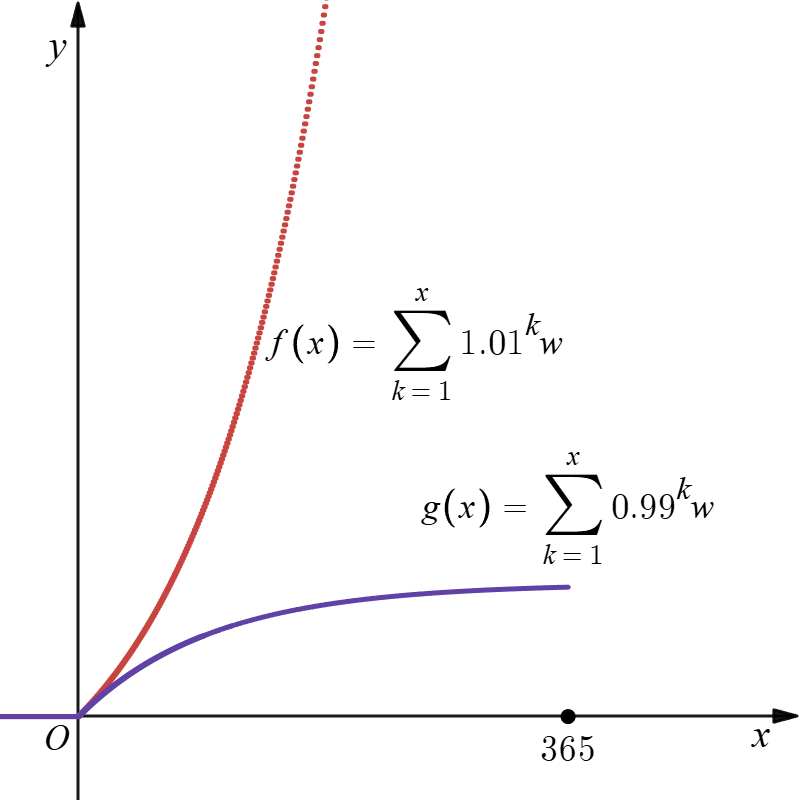 y
f(x) = ∑_{k = 1}^{x} 1.01^k w
g(x) = ∑_{k = 1}^{x} 0.99^k w
O
365
x